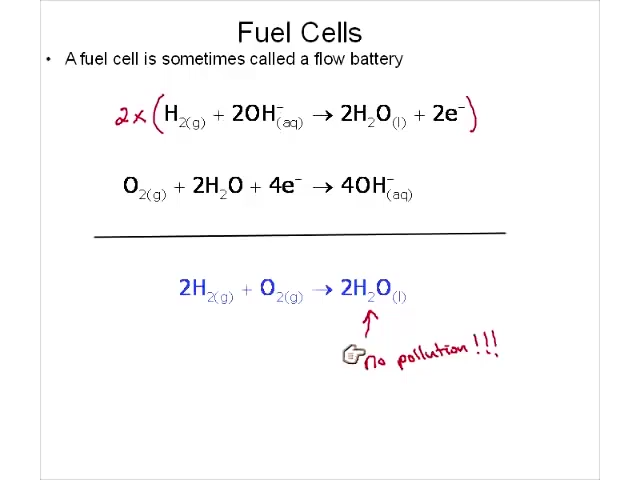 Fuel Cells
• A fuel cell is sometimes called a flow battery
2x (H₂(g) + 2OH⁻(aq) → 2H₂O(l) + 2e⁻)
O₂(g) + 2H₂O + 4e⁻ → 4OH⁻(aq)
2H₂(g) + O₂(g) → 2H₂O(l)
no pollution!!!